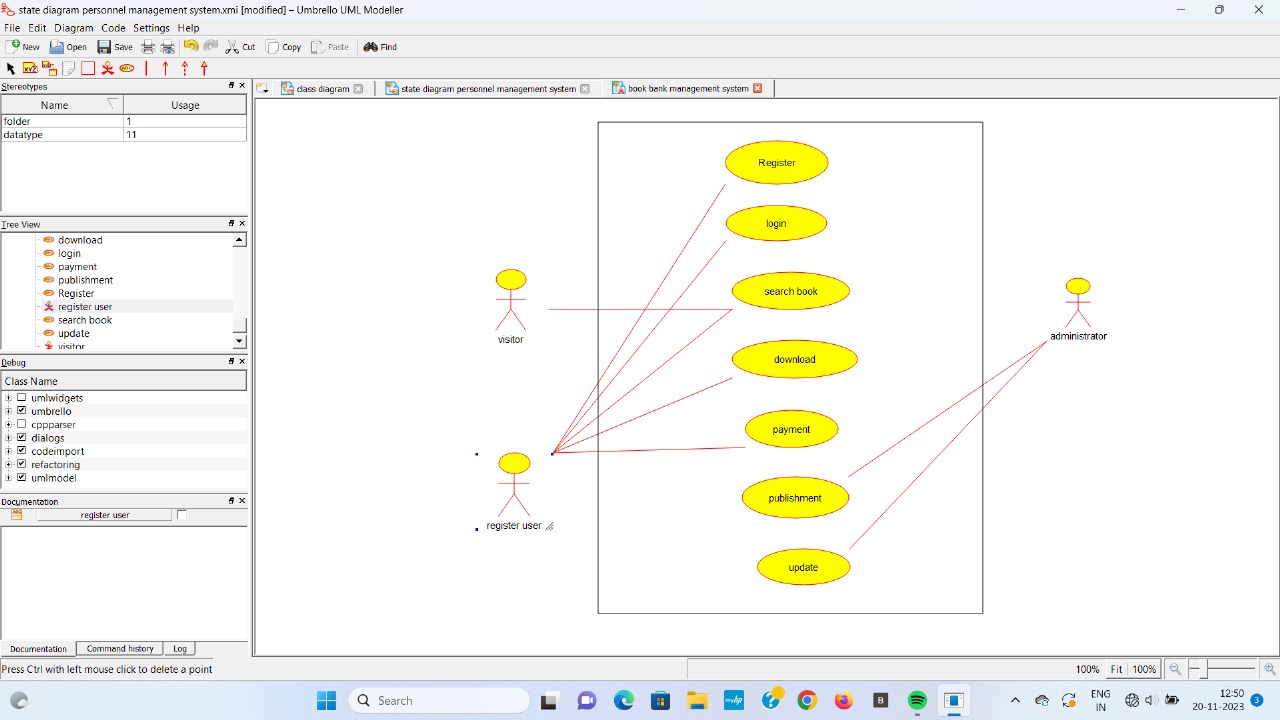 state diagram personnel management system.xmi [modified] – Umbrello UML Modeller
File Edit Diagram Code Settings Help
New Open Save Cut Copy Paste Find
Stereotypes
Name Usage
folder 1
datatype 11
Tree View
download
login
payment
publishment
Register
register user
search book
update
visitor
Debug
Class Name
umlwidgets
umbrello
cppparser
dialogs
codeimport
refactoring
umlmodel
Documentation
register user
Documentation Command history Log
class diagram state diagram personnel management system book bank management system
Register
login
search book
download
payment
publishment
update
visitor
register user
administrator
Press Ctrl with left mouse click to delete a point
100% Fit 100%
Search
ENG
IN
12:50
20-11-2023
3